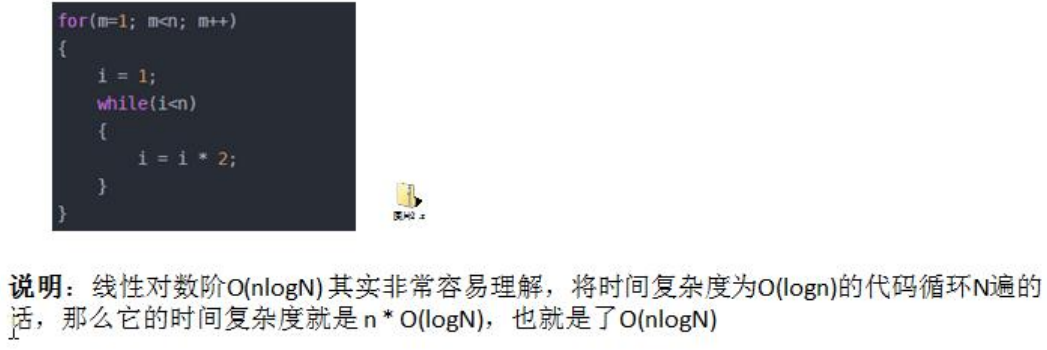 for(m=1; m<n; m++)
{
    i = 1;
    while(i<n)
    {
        i = i * 2;
    }
}
说明：线性对数阶O(nlogN) 其实非常容易理解，将时间复杂度为O(logn)的代码循环N遍的
话，那么它的时间复杂度就是 n * O(logN)，也就是了O(nlogN)